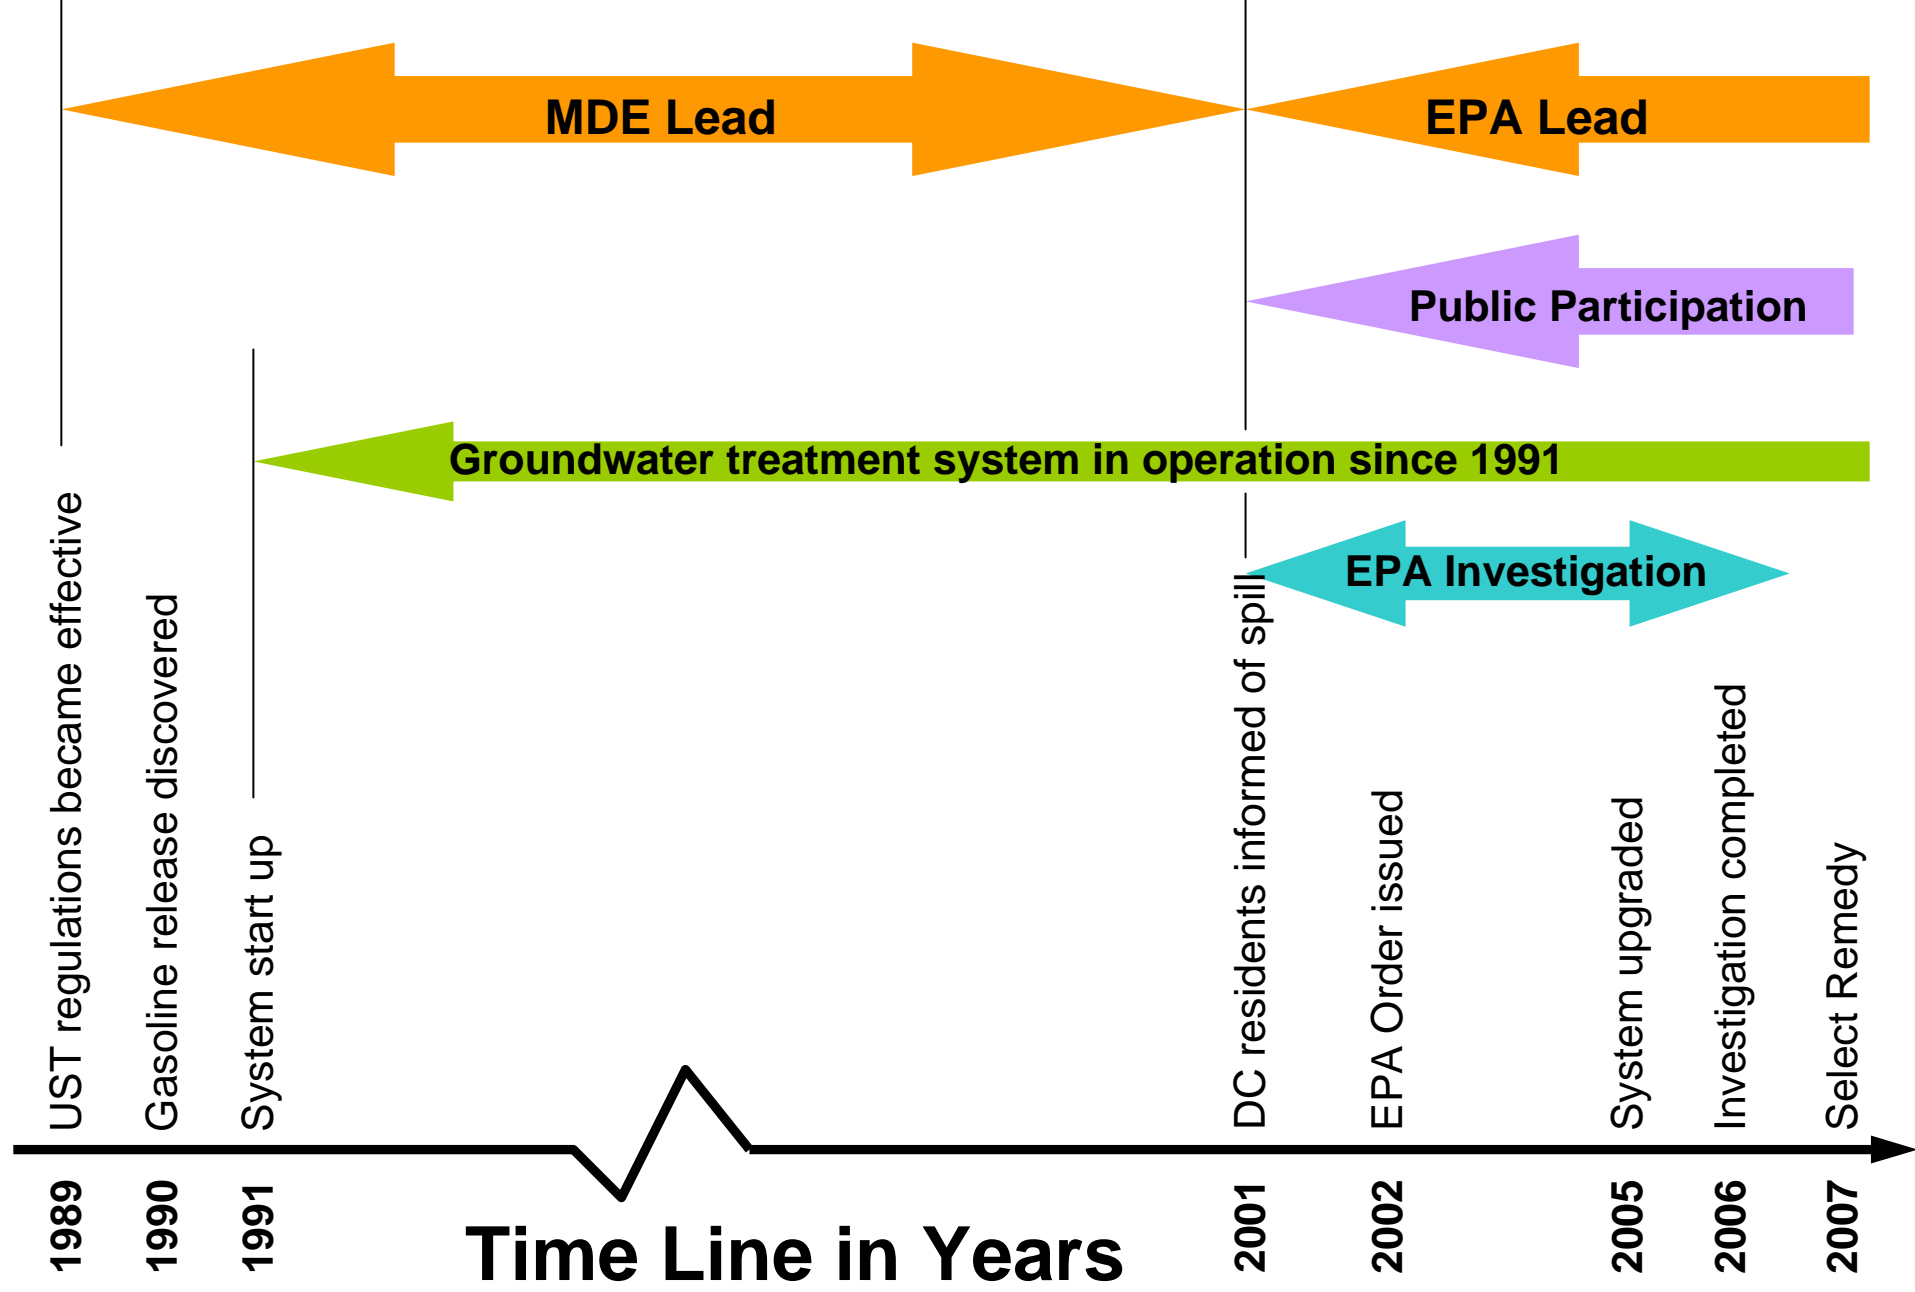 MDE Lead
EPA Lead
Public Participation
Groundwater treatment system in operation since 1991
EPA Investigation
UST regulations became effective
Gasoline release discovered
System start up
DC residents informed of spill
EPA Order issued
System upgraded
Investigation completed
Select Remedy
1989
1990
1991
2001
2002
2005
2006
2007
Time Line in Years